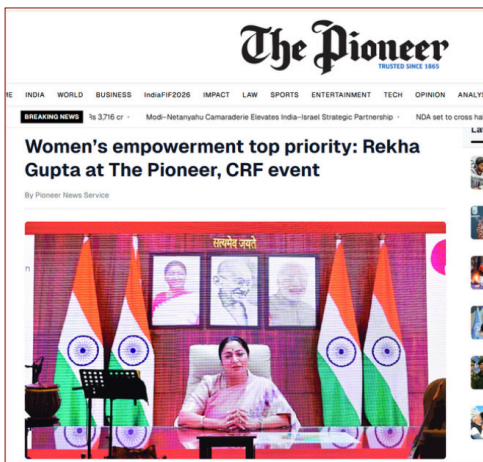 The Pioneer
TRUSTED SINCE 1865
INDIA WORLD BUSINESS IndiaFIF2026 IMPACT LAW SPORTS ENTERTAINMENT TECH OPINION
BREAKING NEWS Rs 3,716 cr • Modi-Netanyahu Camaraderie Elevates India-Israel Strategic Partnership • NDA set to cross
Women's empowerment top priority: Rekha
Gupta at The Pioneer, CRF event
By Pioneer News Service
सत्यमेव जयते